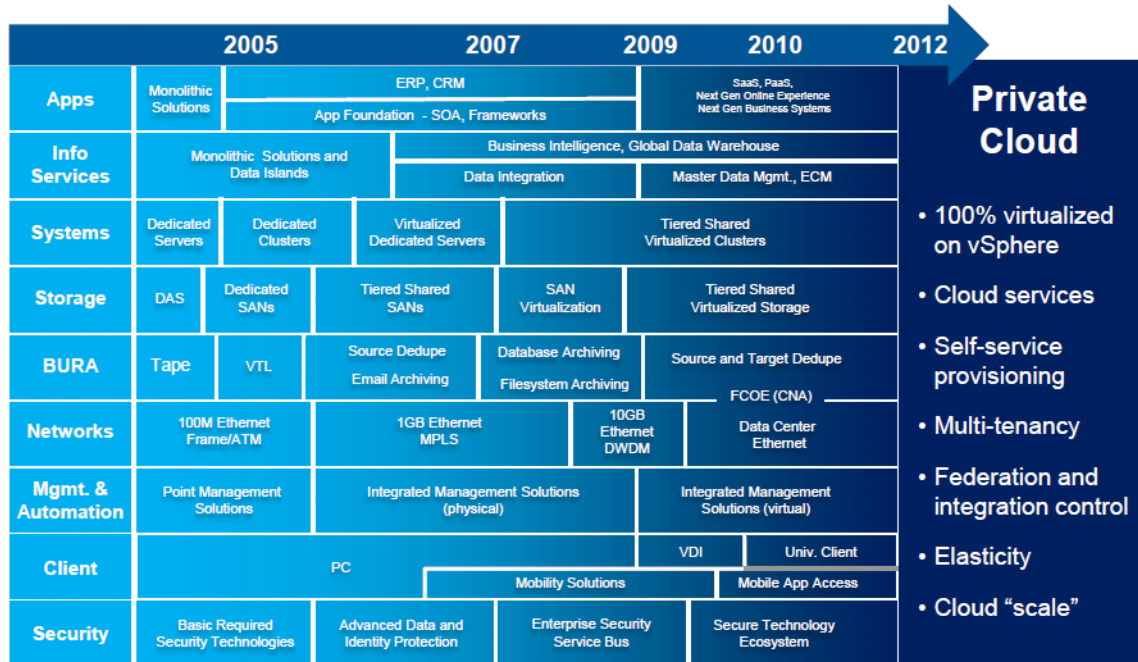 2005 2007 2009 2010 2012
Apps
Monolithic
Solutions
ERP, CRM
App Foundation - SOA, Frameworks
SaaS, PaaS,
Next Gen Online Experience
Next Gen Business Systems
Info
Services
Monolithic Solutions and
Data Islands
Business Intelligence, Global Data Warehouse
Data Integration
Master Data Mgmt., ECM
Systems
Dedicated
Servers
Dedicated
Clusters
Virtualized
Dedicated Servers
Tiered Shared
Virtualized Clusters
Storage
DAS
Dedicated
SANs
Tiered Shared
SANs
SAN
Virtualization
Tiered Shared
Virtualized Storage
BURA
Tape
VTL
Source Dedupe
Email Archiving
Database Archiving
Filesystem Archiving
Source and Target Dedupe
FCOE (CNA)
Networks
100M Ethernet
Frame/ATM
1GB Ethernet
MPLS
10GB
Ethernet
DWDM
Data Center
Ethernet
Mgmt. &
Automation
Point Management
Solutions
Integrated Management Solutions
(physical)
Integrated Management
Solutions (virtual)
Client
PC
VDI
Univ. Client
Mobility Solutions
Mobile App Access
Security
Basic Required
Security Technologies
Advanced Data and
Identity Protection
Enterprise Security
Service Bus
Secure Technology
Ecosystem
Private
Cloud
• 100% virtualized
on vSphere
• Cloud services
• Self-service
provisioning
• Multi-tenancy
• Federation and
integration control
• Elasticity
• Cloud “scale”